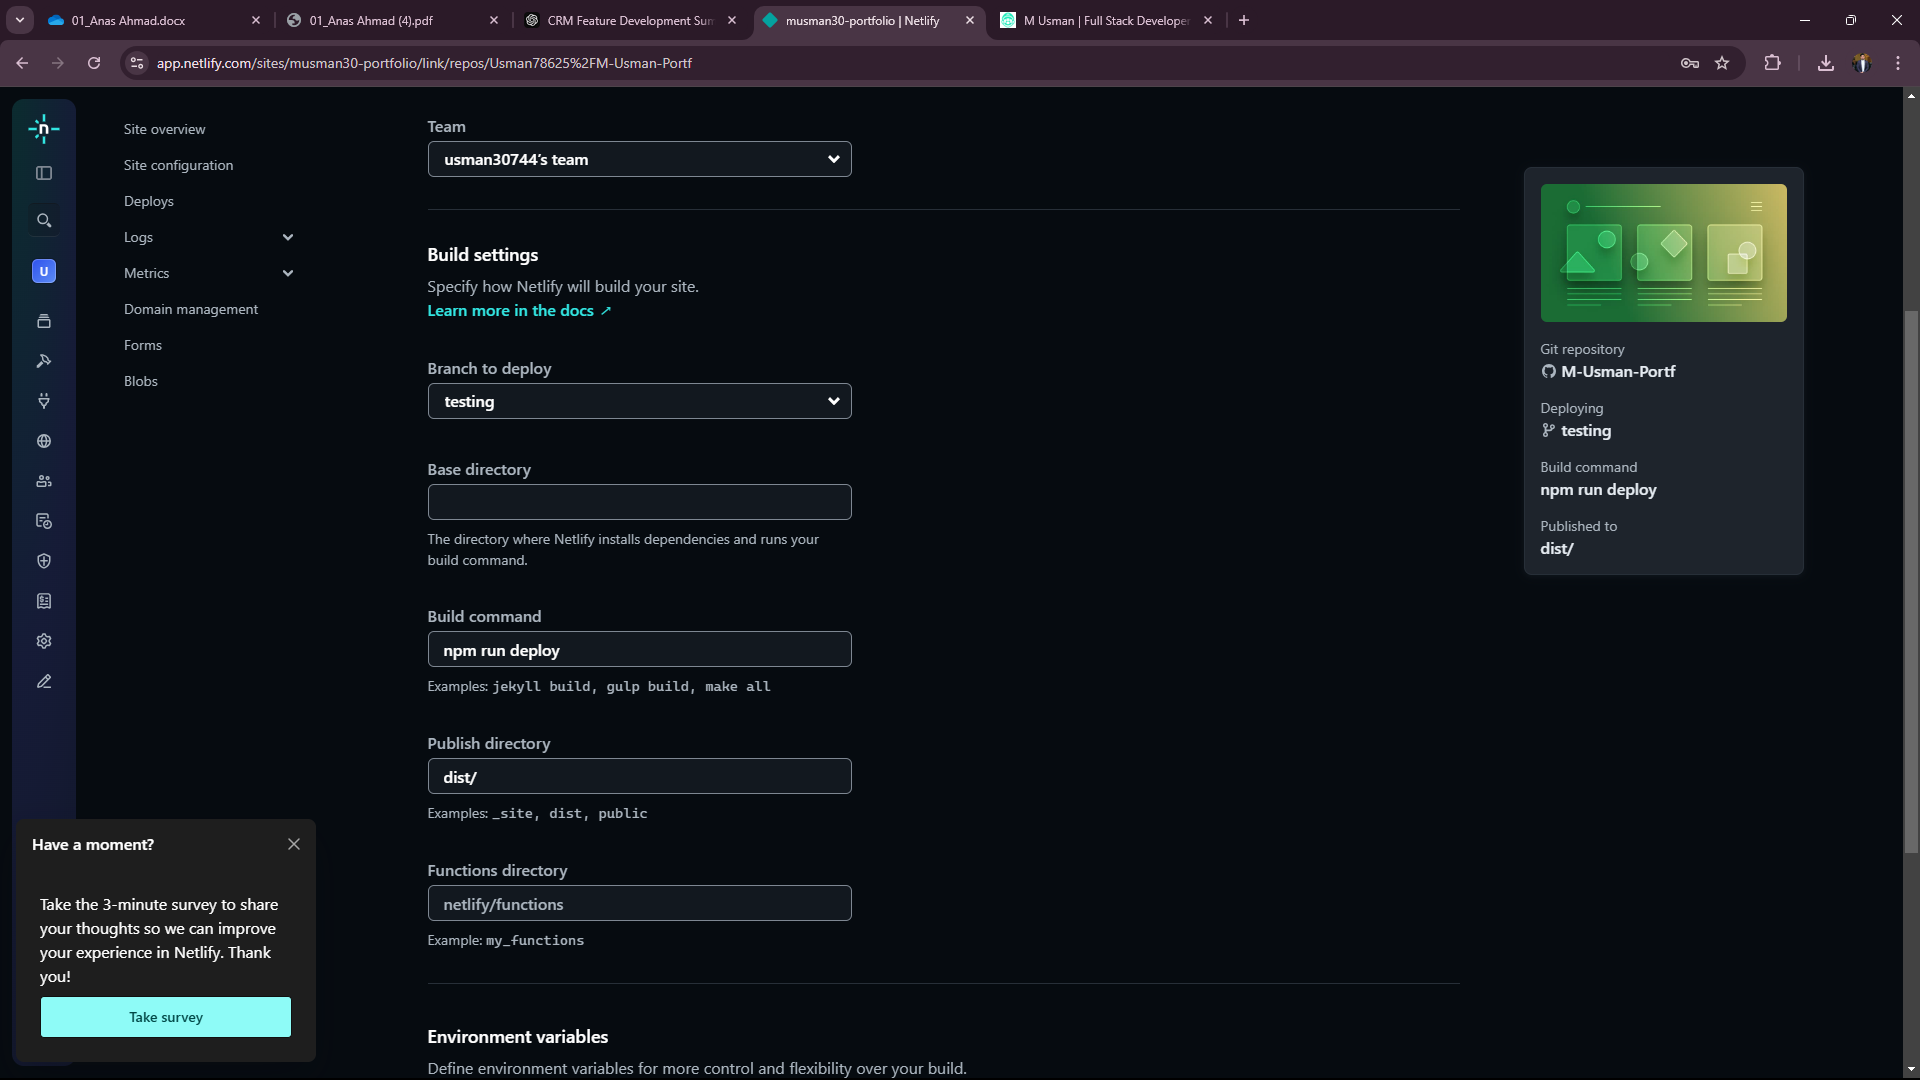 01_Anas Ahmad.docx
01_Anas Ahmad (4).pdf
CRM Feature Development Sum
musman30-portfolio | Netlify
M Usman | Full Stack Developer
app.netlify.com/sites/musman30-portfolio/link/repos/Usman78625%2FM-Usman-Portf
n
U
Site overview
Site configuration
Deploys
Logs
Metrics
Domain management
Forms
Blobs
Team
usman30744's team
Build settings
Specify how Netlify will build your site.
Learn more in the docs ↗
Branch to deploy
testing
Base directory
The directory where Netlify installs dependencies and runs your
build command.
Build command
npm run deploy
Examples: jekyll build, gulp build, make all
Publish directory
dist/
Examples: _site, dist, public
Functions directory
netlify/functions
Example: my_functions
Environment variables
Define environment variables for more control and flexibility over your build.
Git repository
M-Usman-Portf
Deploying
testing
Build command
npm run deploy
Published to
dist/
Have a moment?
Take the 3-minute survey to share
your thoughts so we can improve
your experience in Netlify. Thank
you!
Take survey